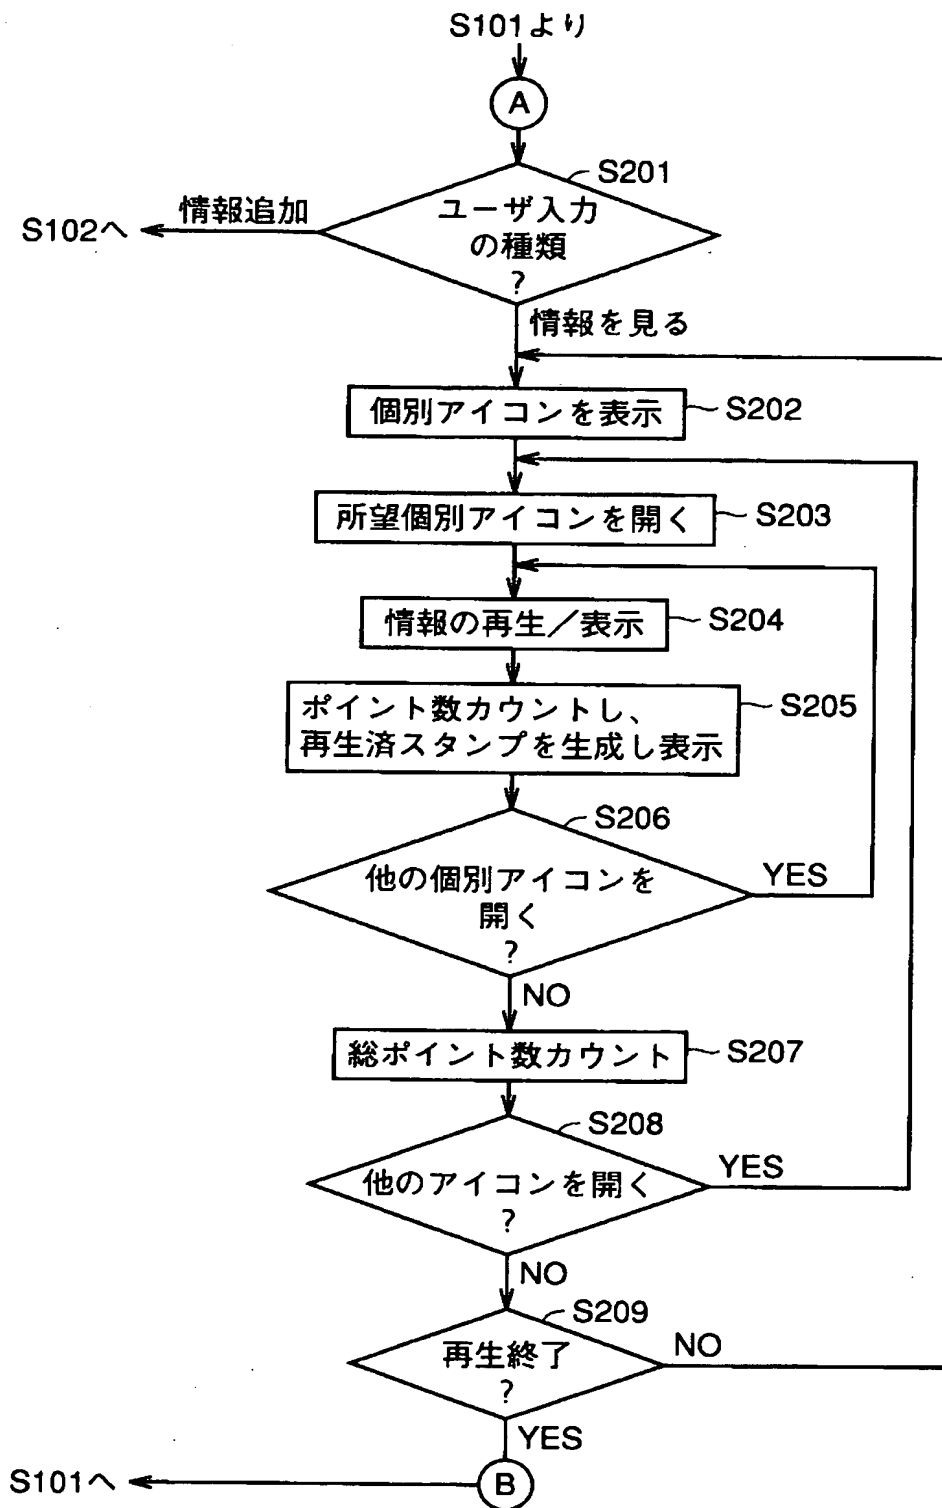 S101より
A
S201
ユーザ入力
の種類
?
情報追加
S102へ
情報を見る
個別アイコンを表示
S202
所望個別アイコンを開く
S203
情報の再生/表示
S204
ポイント数カウントし、
再生済スタンプを生成し表示
S205
S206
他の個別アイコンを
開く
?
YES
NO
総ポイント数カウント
S207
S208
他のアイコンを開く
?
YES
NO
S209
再生終了
?
NO
YES
B
S101へ